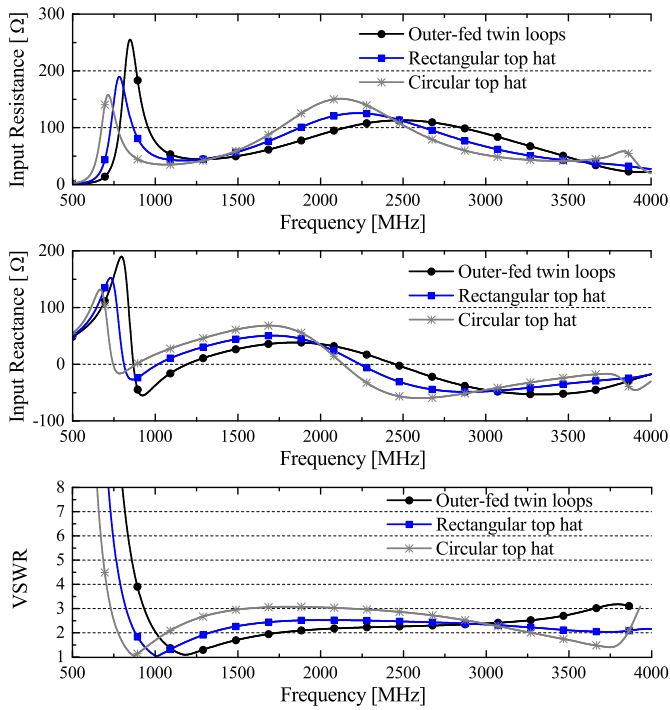 300
200
100
0
Input Resistance [ Ω ]
Outer-fed twin loops
Rectangular top hat
Circular top hat
500 1000 1500 2000 2500 3000 3500 4000
Frequency [MHz]
200
100
0
-100
Input Reactance [ Ω ]
Outer-fed twin loops
Rectangular top hat
Circular top hat
500 1000 1500 2000 2500 3000 3500 4000
Frequency [MHz]
8
7
6
5
4
3
2
1
VSWR
Outer-fed twin loops
Rectangular top hat
Circular top hat
500 1000 1500 2000 2500 3000 3500 4000
Frequency [MHz]